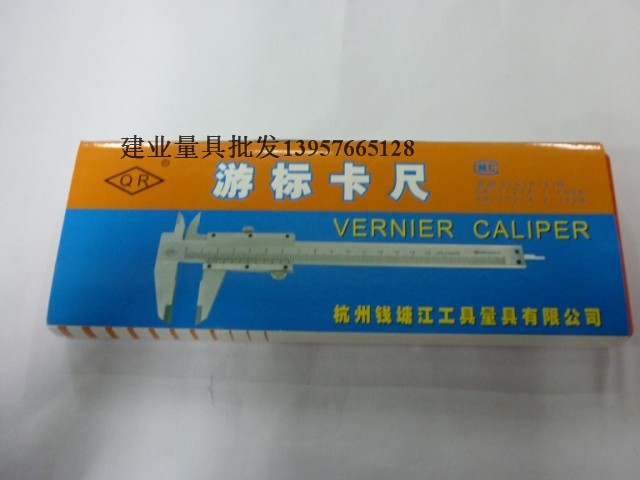 建业量具批发13957665128
QR
®
游标卡尺
MC
VERNIER CALIPER
杭州钱塘江工具量具有限公司